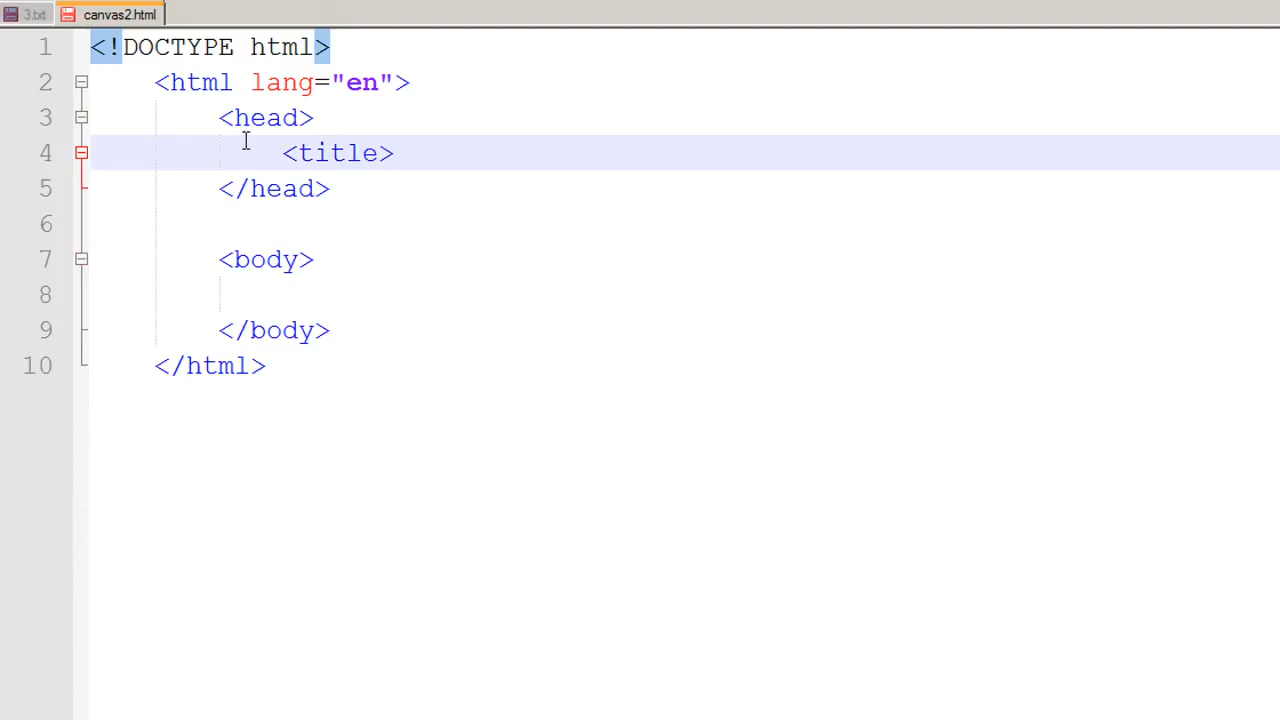 3.txt canvas2.html
1 <!DOCTYPE html>
2 <html lang="en">
3 <head>
4 <title>
5 </head>
6
7 <body>
8
9 </body>
10 </html>